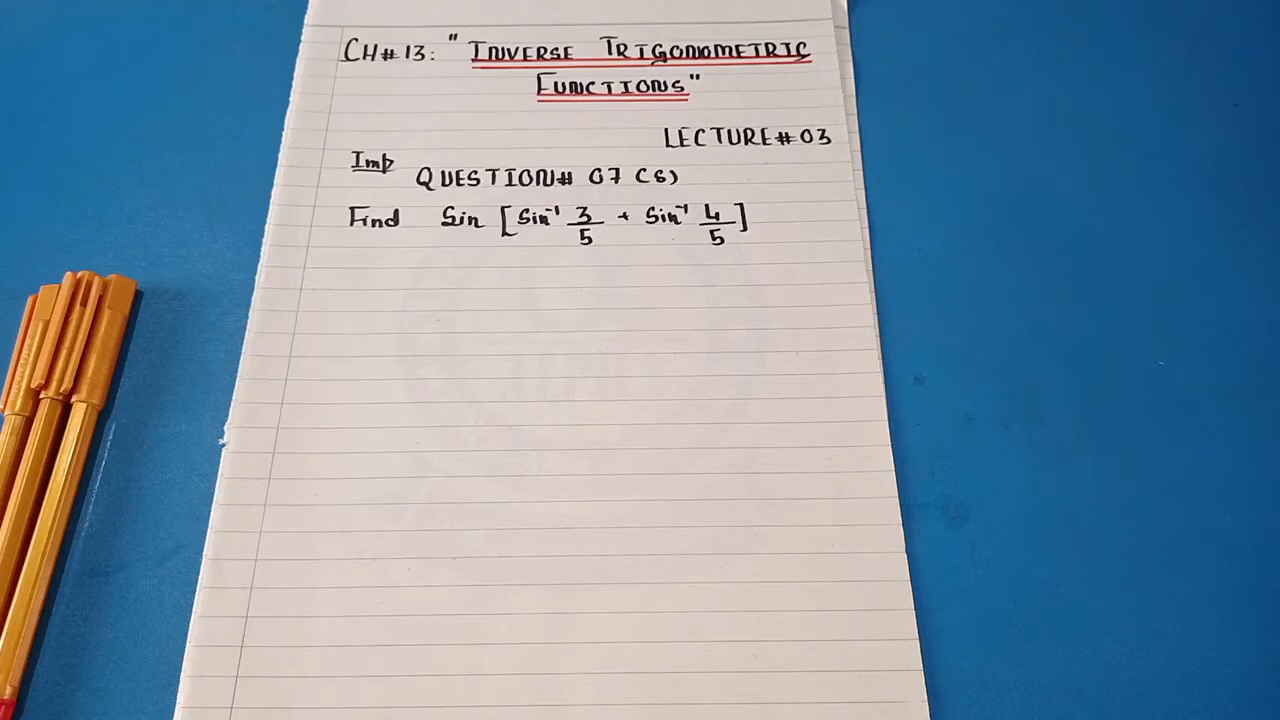 CH# 13: "INVERSE TRIGONOMETRIC
FUNCTIONS"
LECTURE# 03
Imp
QUESTION# 07 (6)
Find Sin [Sin⁻¹ 3/5 + Sin⁻¹ 4/5]